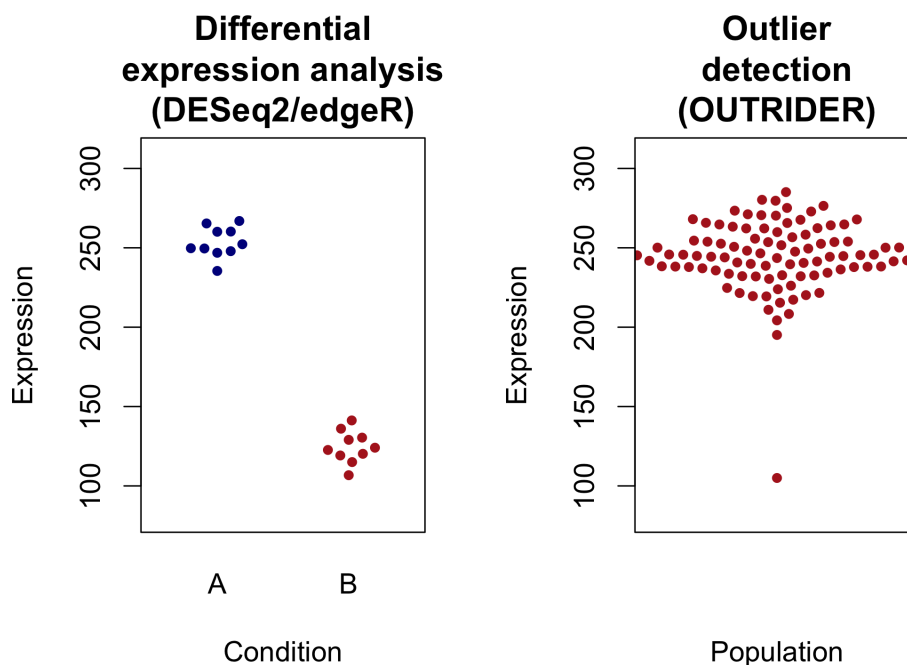 Differential
expression analysis
(DESeq2/edgeR)
300
250
200
150
100
Expression
A
B
Condition
Outlier
detection
(OUTRIDER)
300
250
200
150
100
Expression
Population